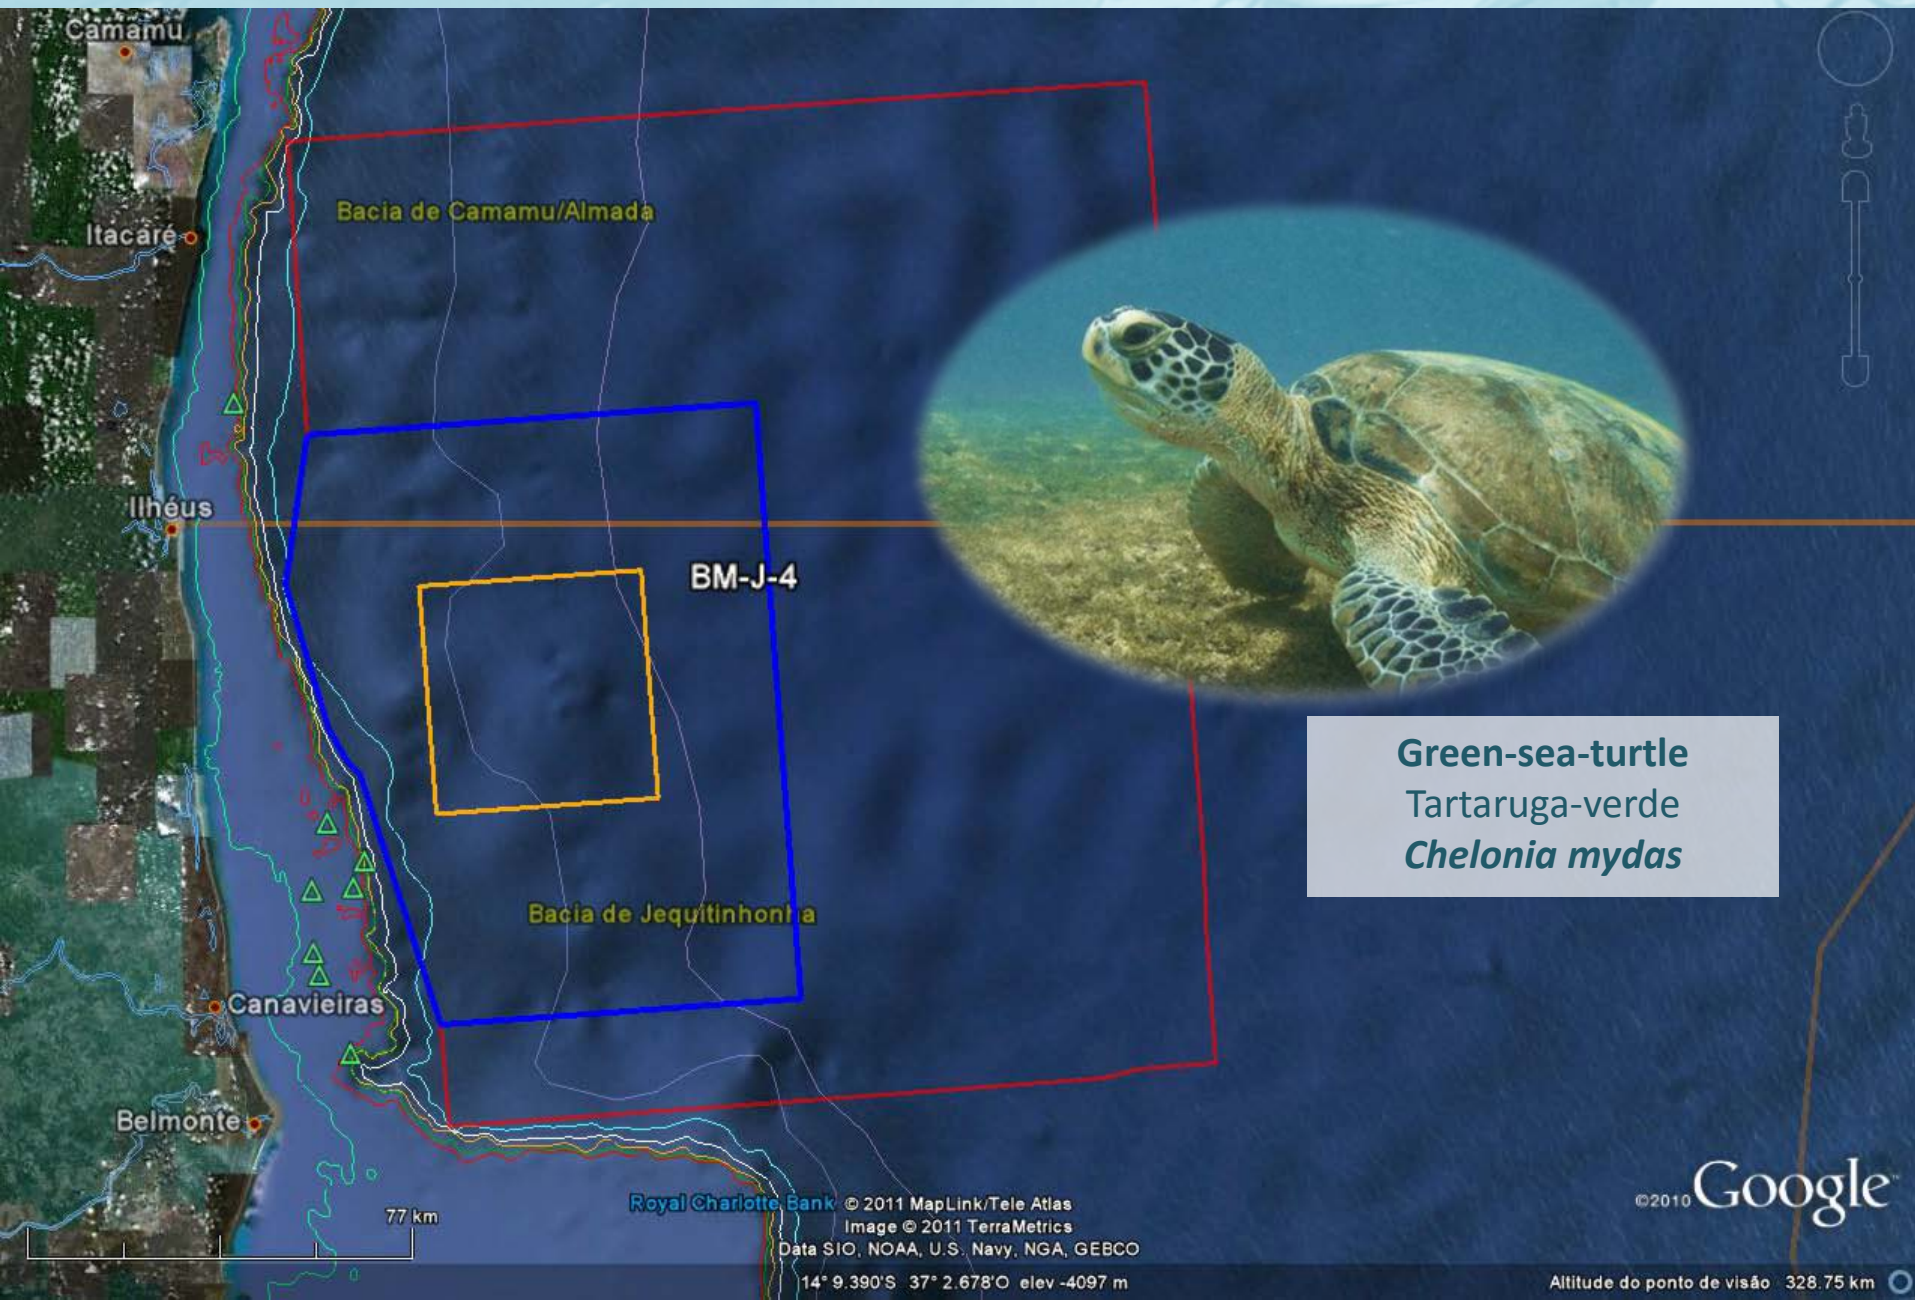 Camamu
Bacia de Camamu/Almada
Itacaré
Ilhéus
BM-J-4
Green-sea-turtle
Tartaruga-verde
Chelonia mydas
Bacia de Jequitinhonha
Canavieiras
Belmonte
77 km
Royal Charlotte Bank
© 2011 MapLink/Tele Atlas
Image © 2011 TerraMetrics
Data SIO, NOAA, U.S. Navy, NGA, GEBCO
©2010 Google
14° 9.390'S 37° 2.678'O elev -4097 m
Altitude do ponto de visão 328.75 km